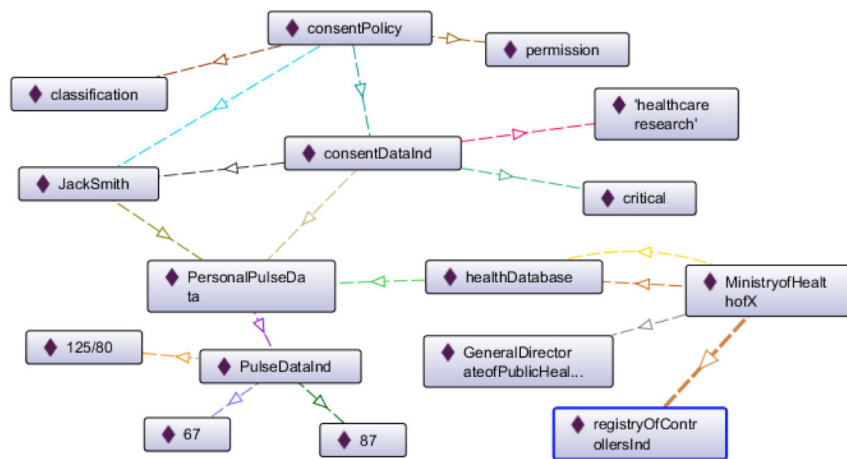 consentPolicy
permission
classification
'healthcare
research'
consentDataInd
JackSmith
critical
PersonalPulseDa
ta
healthDatabase
MinistryofHealt
hofX
125/80
PulseDataInd
GeneralDirector
ateofPublicHeal...
67
87
registryOfContr
ollersInd